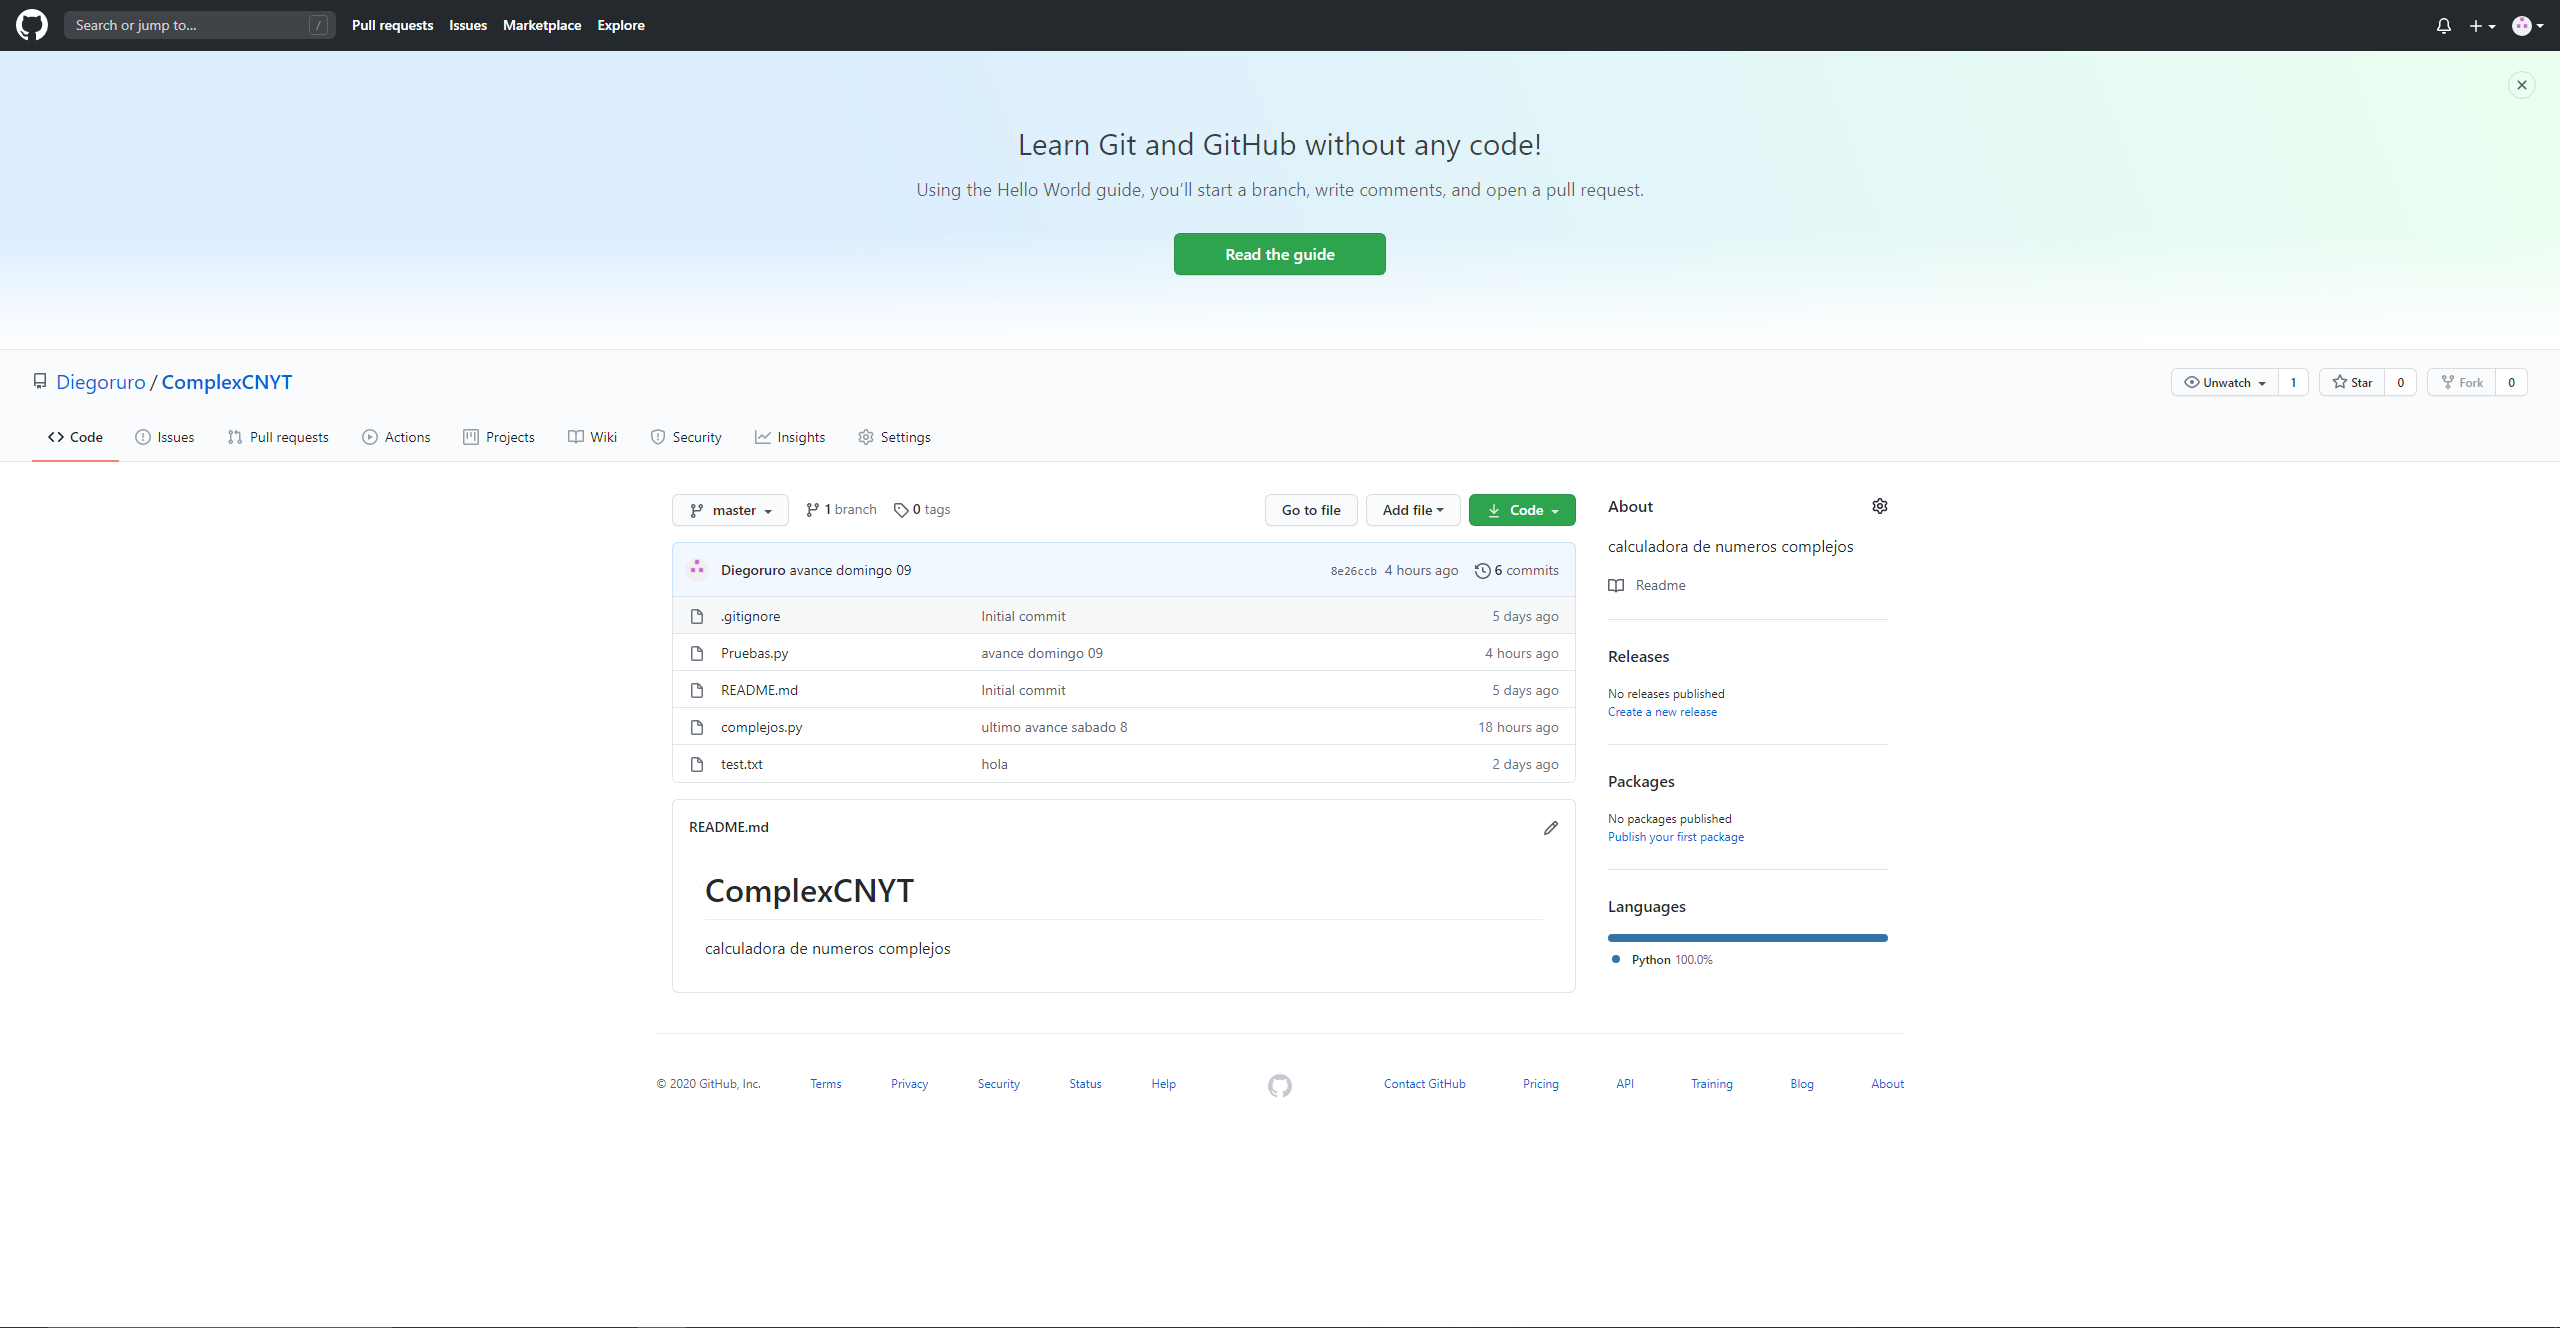 Search or jump to... /
Pull requests Issues Marketplace Explore
Learn Git and GitHub without any code!
Using the Hello World guide, you’ll start a branch, write comments, and open a pull request.
Read the guide
Diegoruro / ComplexCNYT
Unwatch 1 Star 0 Fork 0
Code Issues Pull requests Actions Projects Wiki Security Insights Settings
master 1 branch 0 tags Go to file Add file Code
Diegoruro avance domingo 09 8e26ccb 4 hours ago 6 commits
.gitignore Initial commit 5 days ago
Pruebas.py avance domingo 09 4 hours ago
README.md Initial commit 5 days ago
complejos.py ultimo avance sabado 8 18 hours ago
test.txt hola 2 days ago
README.md
ComplexCNYT
calculadora de numeros complejos
About
calculadora de numeros complejos
Readme
Releases
No releases published
Create a new release
Packages
No packages published
Publish your first package
Languages
Python 100.0%
© 2020 GitHub, Inc. Terms Privacy Security Status Help Contact GitHub Pricing API Training Blog About